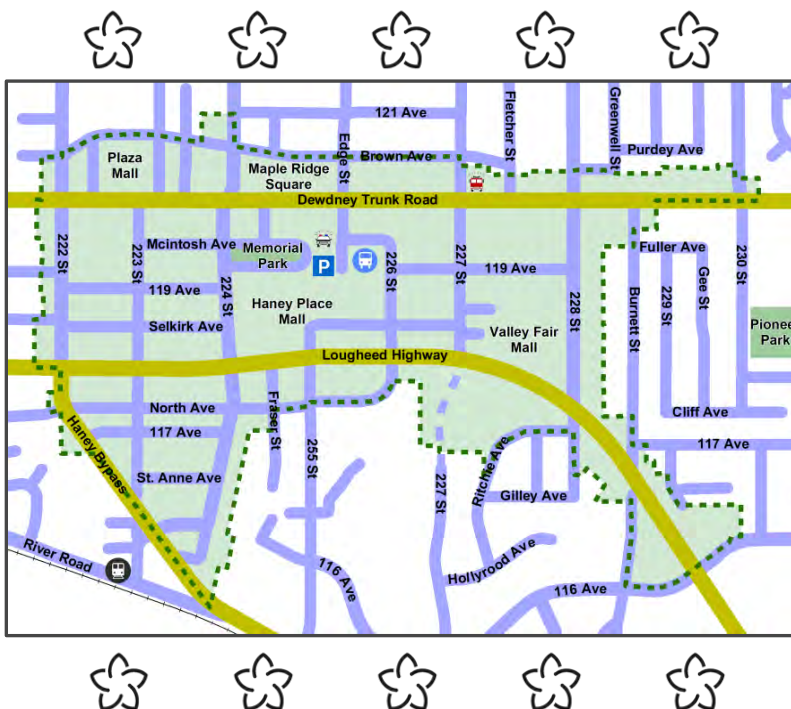 121 Ave
Fletcher St
Greenwell St
Edge St
Brown Ave
Purdey Ave
Plaza
Mall
Maple Ridge
Square
Dewdney Trunk Road
222 St
223 St
Mcintosh Ave
224 St
Memorial
Park
P
226 St
227 St
Fuller Ave
230 St
119 Ave
119 Ave
228 St
Burnett St
229 St
Gee St
Haney Place
Mall
Selkirk Ave
Valley Fair
Mall
Pionee
Park
Lougheed Highway
North Ave
Fraser St
Cliff Ave
117 Ave
117 Ave
Haney Bypass
255 St
227 St
Ritchie Ave
St. Anne Ave
Gilley Ave
River Road
116 Ave
Hollyrood Ave
116 Ave